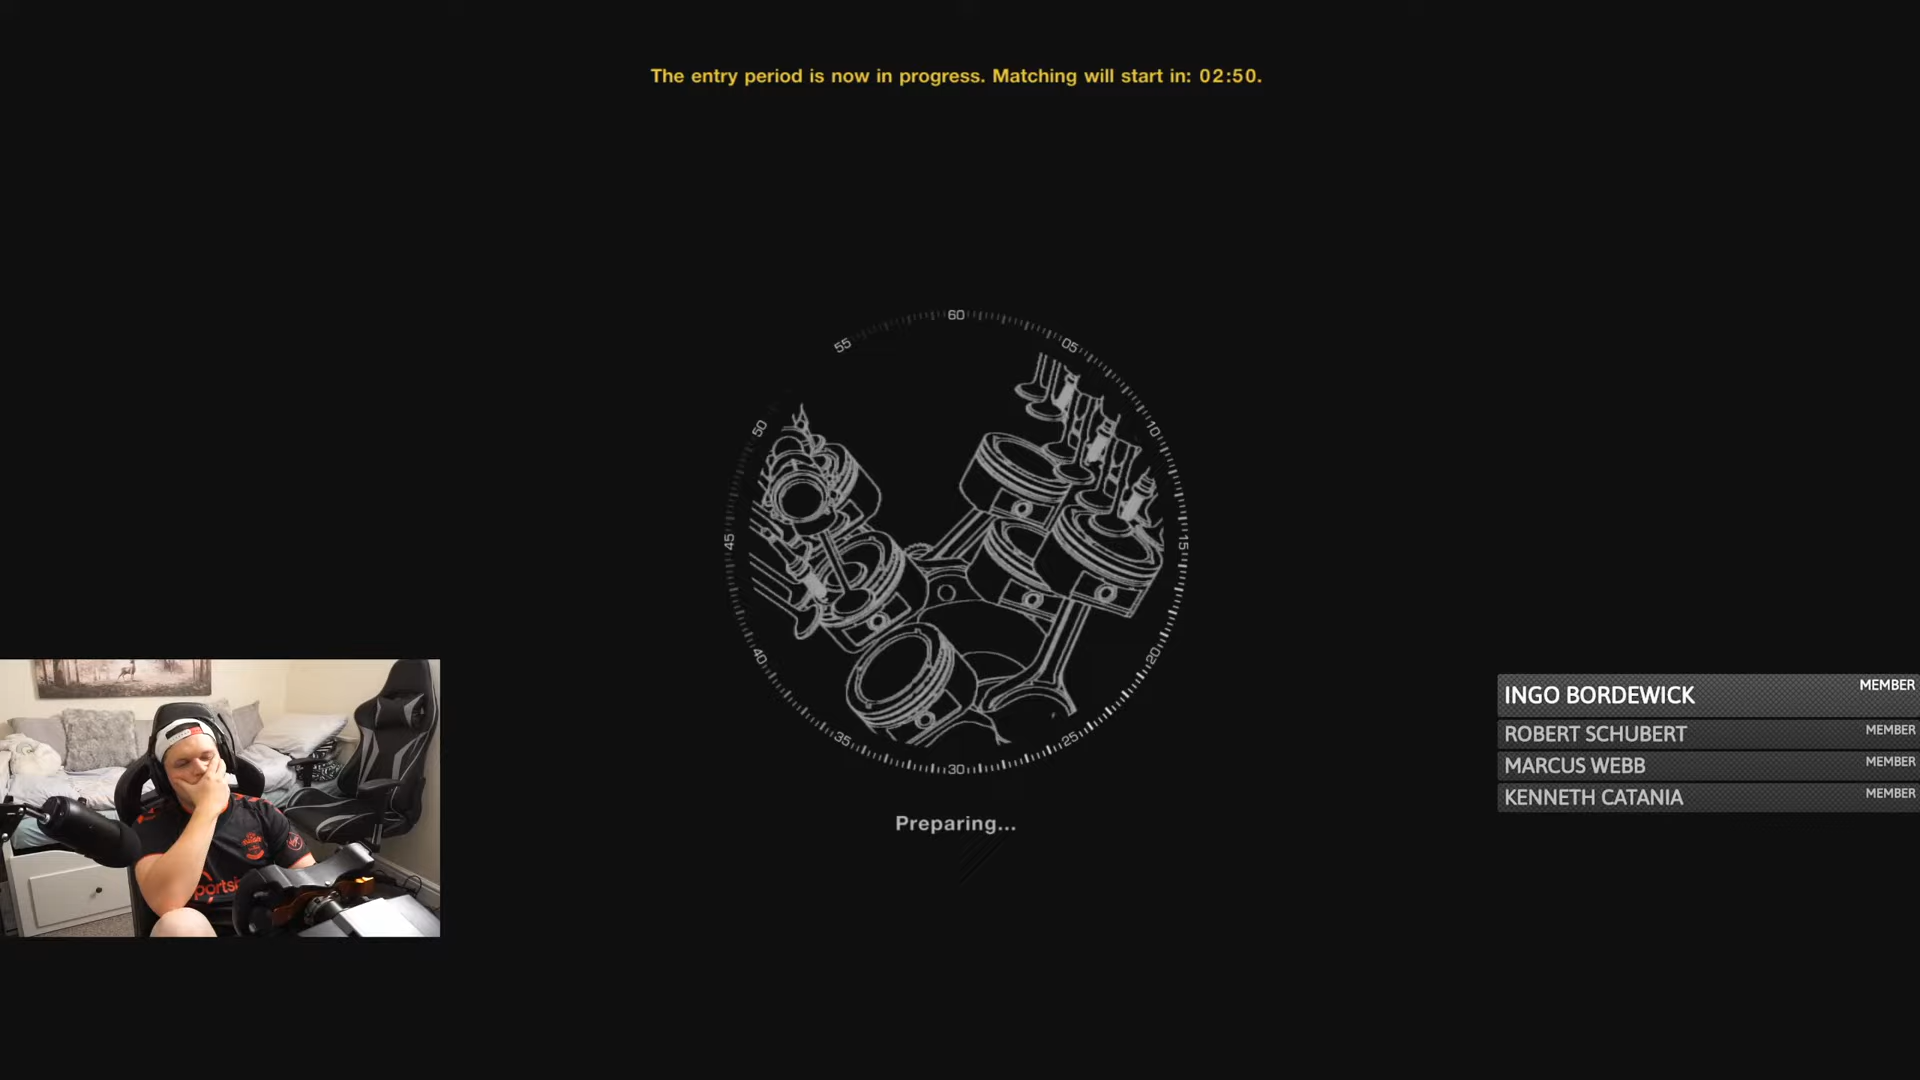 The entry period is now in progress. Matching will start in: 02:50.
60
55
05
50
10
45
15
40
20
35
25
30
Preparing...
INGO BORDEWICK MEMBER
ROBERT SCHUBERT MEMBER
MARCUS WEBB MEMBER
KENNETH CATANIA MEMBER